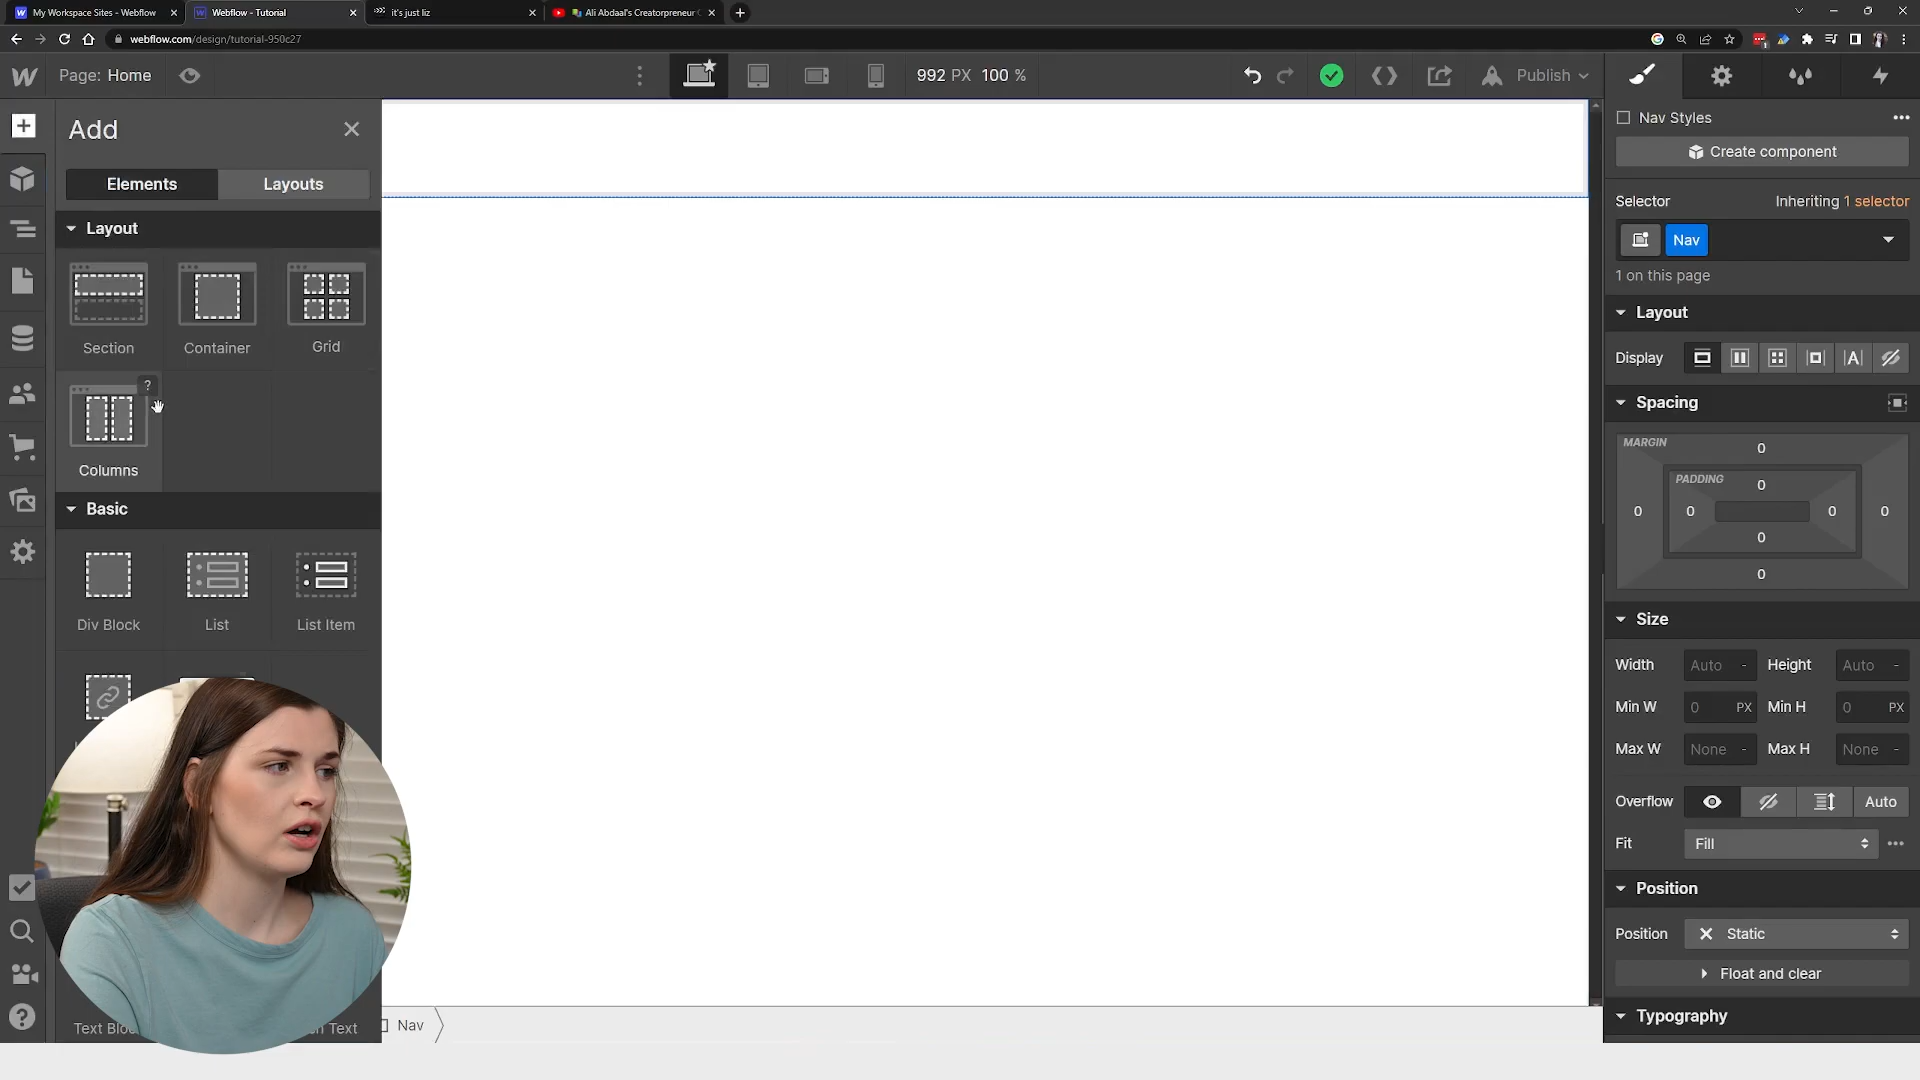 My Workspace Sites - Webflow
Webflow - Tutorial
it's just liz
Ali Abdaal's Creatorpreneur
webflow.com/design/tutorial-950c27
Page: Home
992 PX 100 %
Publish
Add
Elements
Layouts
Layout
Section
Container
Grid
?
Columns
Basic
Div Block
List
List Item
Nav
Nav Styles
Create component
Selector
Inheriting 1 selector
Nav
1 on this page
Layout
Display
Spacing
MARGIN
0
PADDING
0
0 0 0 0
0
0
Size
Width Auto - Height Auto -
Min W 0 PX Min H 0 PX
Max W None - Max H None -
Overflow
Auto
Fit
Fill
Position
Position
Static
Float and clear
Typography